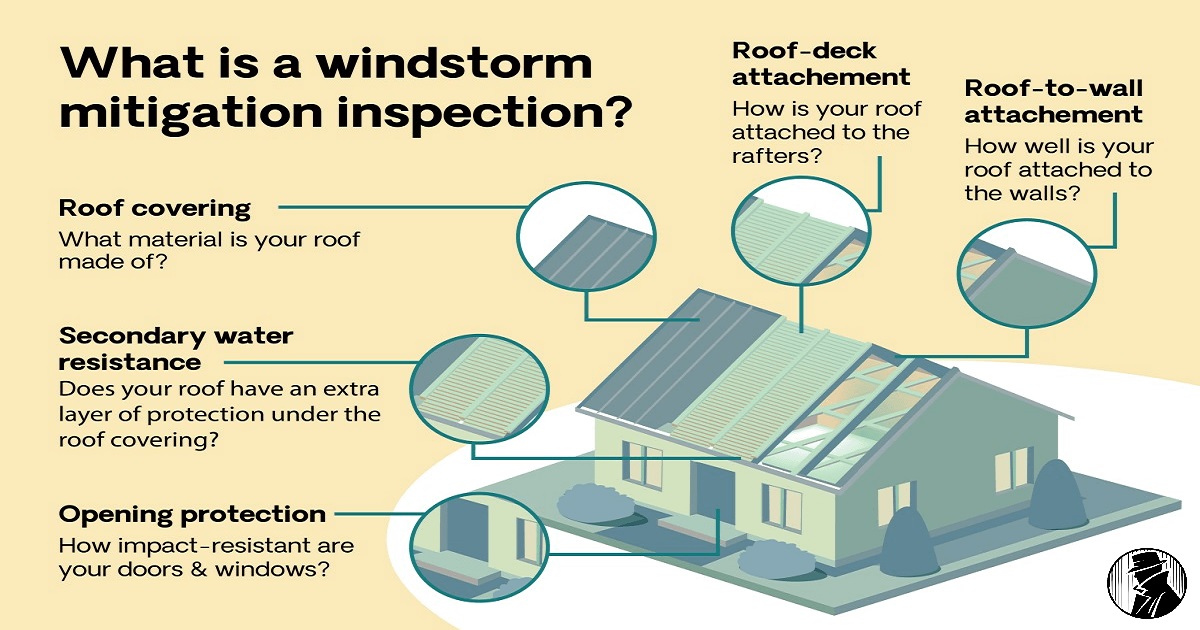 What is a windstorm
mitigation inspection?
Roof covering
What material is your roof
made of?
Secondary water
resistance
Does your roof have an extra
layer of protection under the
roof covering?
Opening protection
How impact-resistant are
your doors & windows?
Roof-deck
attachement
How is your roof
attached to the
rafters?
Roof-to-wall
attachement
How well is your
roof attached to
the walls?